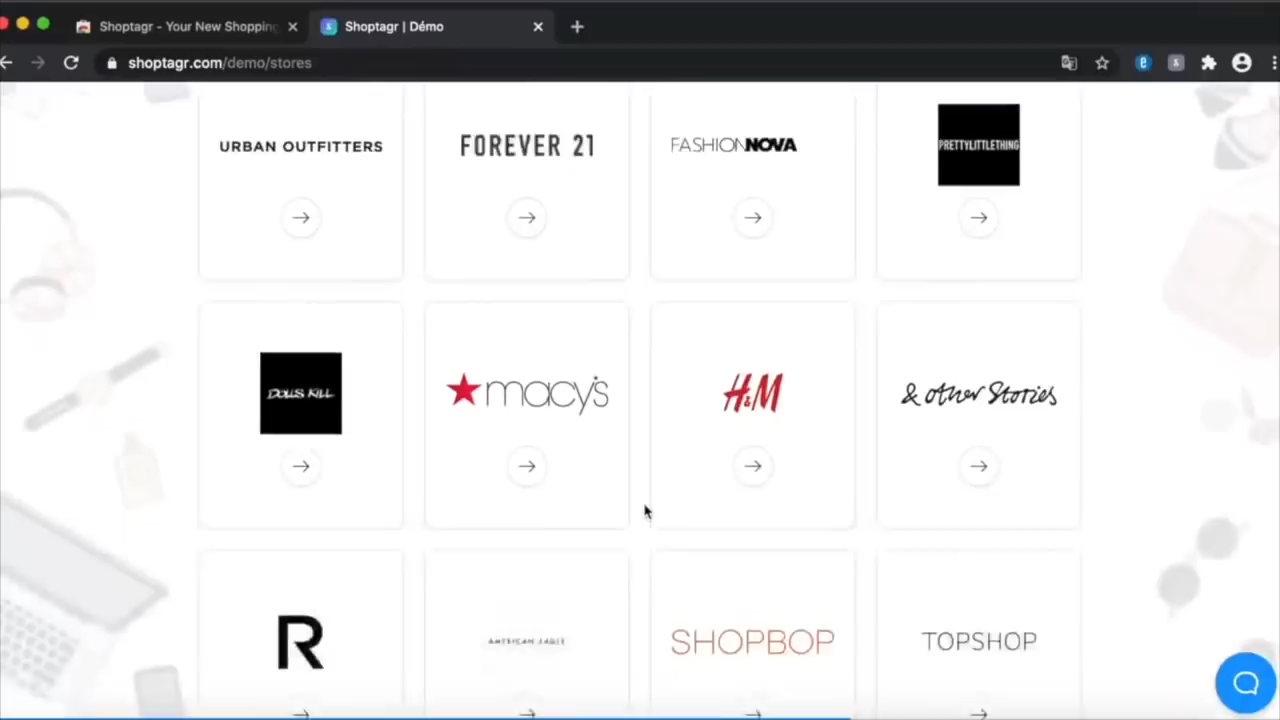 Shoptagr - Your New Shopping
Shoptagr | Démo
shoptagr.com/demo/stores
URBAN OUTFITTERS
FOREVER 21
FASHIONNOVA
PRETTYLITTLETHING
DOLLS KILL
macy's
H&M
& other Stories
R
AMERICAN EAGLE
SHOPBOP
TOPSHOP